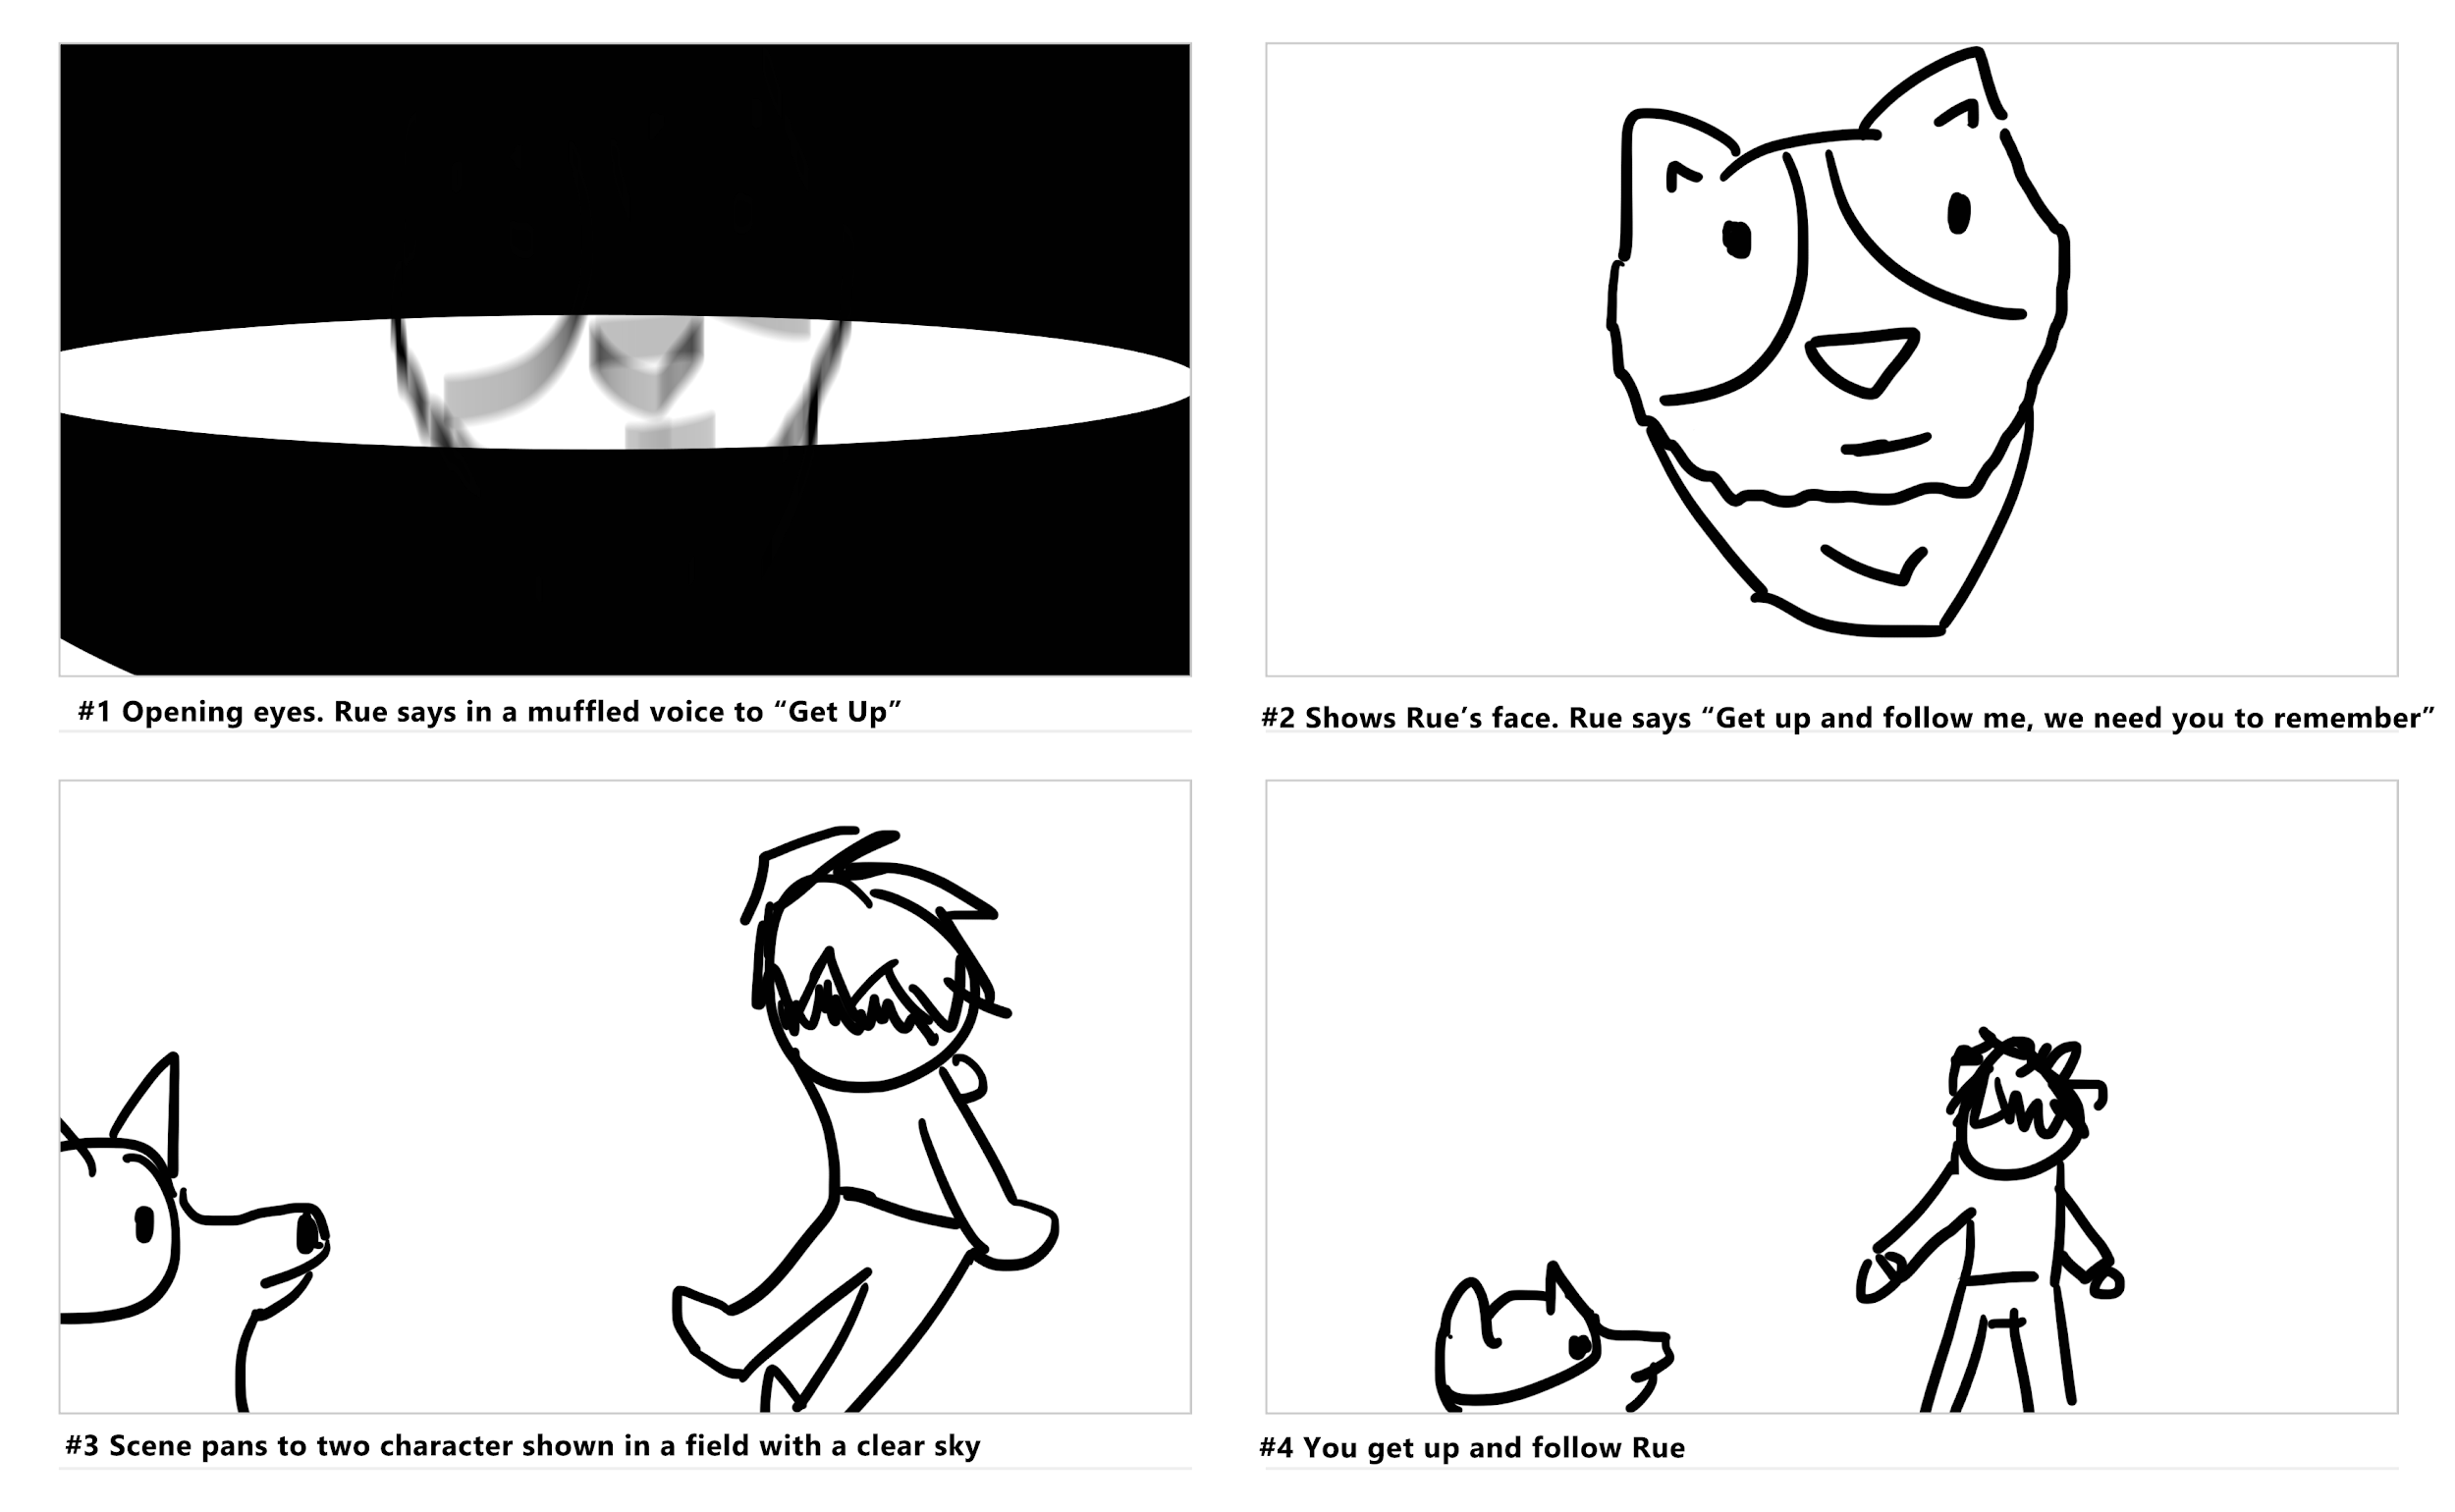 #1 Opening eyes. Rue says in a muffled voice to “Get Up”
#2 Shows Rue’s face. Rue says “Get up and follow me, we need you to remember”
#3 Scene pans to two character shown in a field with a clear sky
#4 You get up and follow Rue